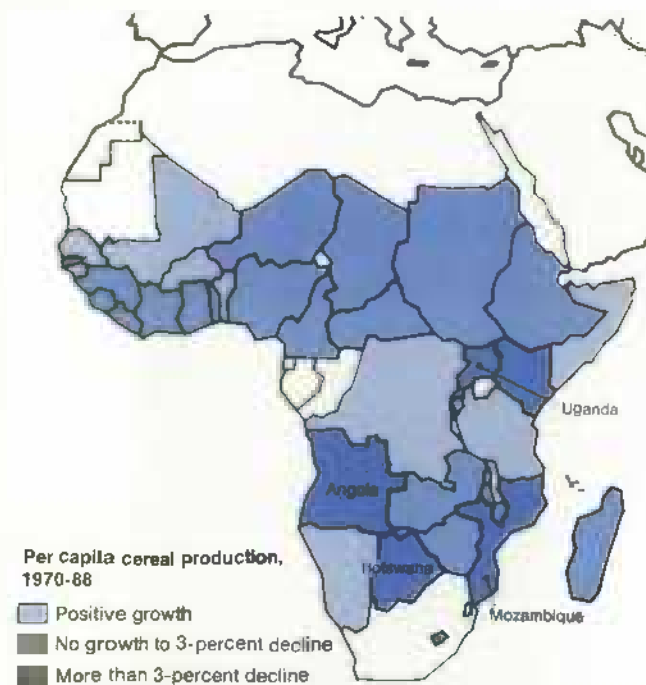 Uganda
Angola
Botswana
Mozambique
Per capita cereal production,
1970-88
Positive growth
No growth to 3-percent decline
More than 3-percent decline